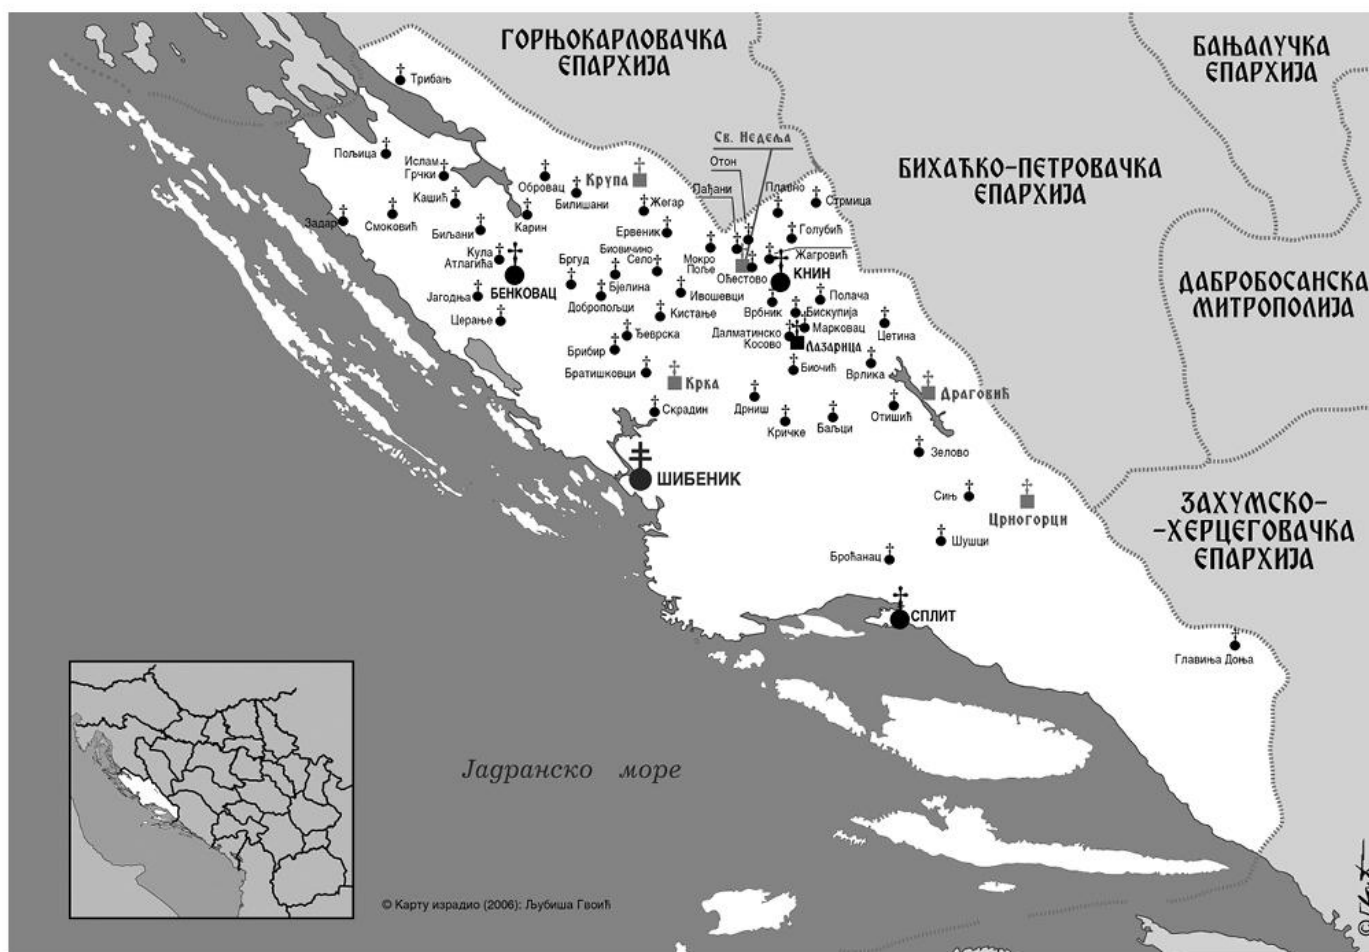 ГОРЊОКАРЛОВАЧКА
ЕПАРХИЈА
БАЊАЛУЧКА
ЕПАРХИЈА
БИХАЋКО-ПЕТРОВАЧКА
ЕПАРХИЈА
ДАБРОБОСАНСКА
МИТРОПОЛИЈА
ЗАХУМСКО-
-ХЕРЦЕГОВАЧКА
ЕПАРХИЈА
Трибањ
Пољица
Ислам
Грчки
Обровац
Билишани
Крупа
Св. Недеља
Отон
Пађани
Плавно
Стрмица
Задар
Смоковић
Кашић
Карин
Жегар
Биљани
Ервеник
Голубић
Кула
Атлагића
Бргуд
Биовичино
Село
Мокро
Поље
Оћестово
Жагровић
КНИН
БЕНКОВАЦ
Јагодња
Бјелина
Добропољци
Ивошевци
Врбник
Полача
Бискупија
Церање
Кистање
Марковац
Цетина
Ђеврска
Далматинско
Косово
Лазарица
Брибир
Братишковци
Крка
Биочић
Врлика
Драговић
Скрадин
Дрниш
Кричке
Баљци
Отишић
Зелово
ШИБЕНИК
Сињ
Црногорци
Шушци
Броћанац
СПЛИТ
Главиња Доња
Јадранско море
© Карту израдио (2006): Љубиша Гвоић